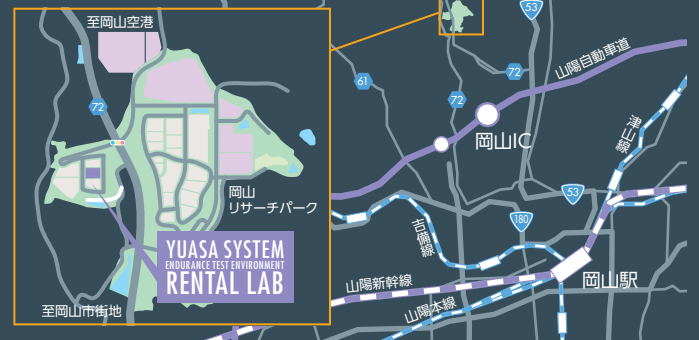 至岡山空港
72
岡山
リサーチパーク
YUASA SYSTEM
ENDURANCE TEST ENVIRONMENT
RENTAL LAB
至岡山市街地
53
山陽自動車道
72
61
72
岡山IC
津山線
53
180
吉備線
岡山駅
山陽新幹線
山陽本線